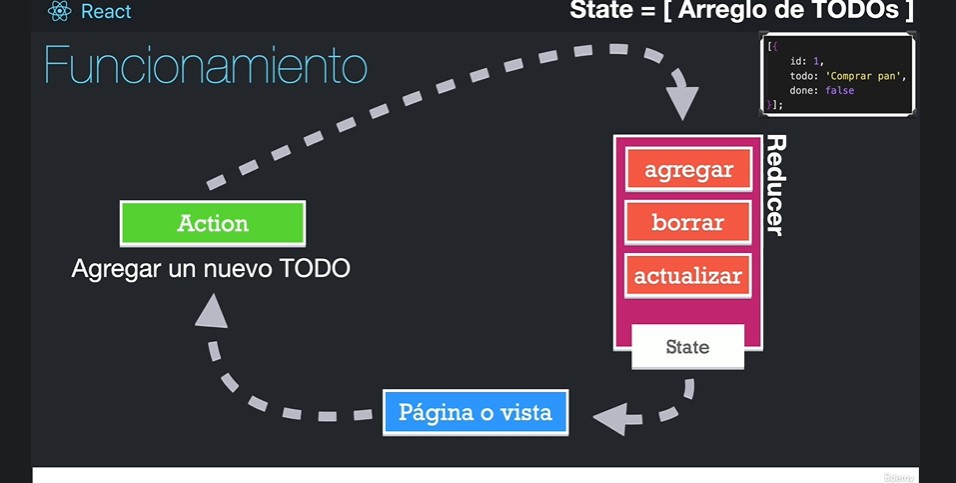 React
State = [ Arreglo de TODOs ]
Funcionamiento
[{
id: 1,
todo: 'Comprar pan',
done: false
}];
Reducer
agregar
borrar
actualizar
State
Action
Agregar un nuevo TODO
Página o vista
Udemy